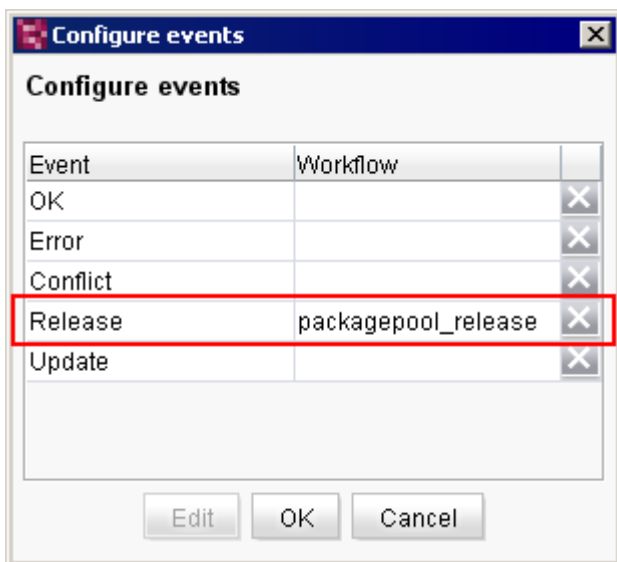 Configure events
Configure events
Event Workflow
OK
Error
Conflict
Release packagepool_release
Update
Edit OK Cancel